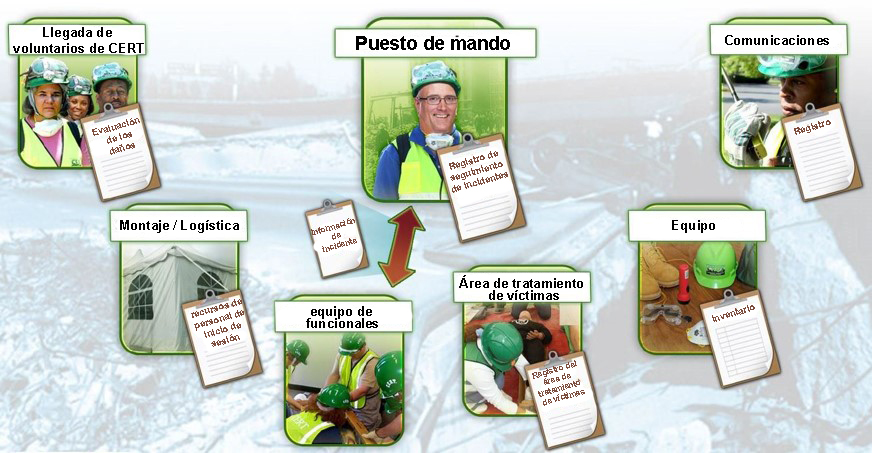 Llegada de
voluntarios de CERT
Evaluación
de los
daños
Puesto de mando
Registro de
seguimiento
de incidentes
Comunicaciones
Registro
Montaje / Logística
recursos de
personal de
inicio de
sesión
Información
de
incidente
equipo de
funcionales
Área de tratamiento
de víctimas
Registro del
área de
tratamiento
de víctimas
Equipo
Inventario